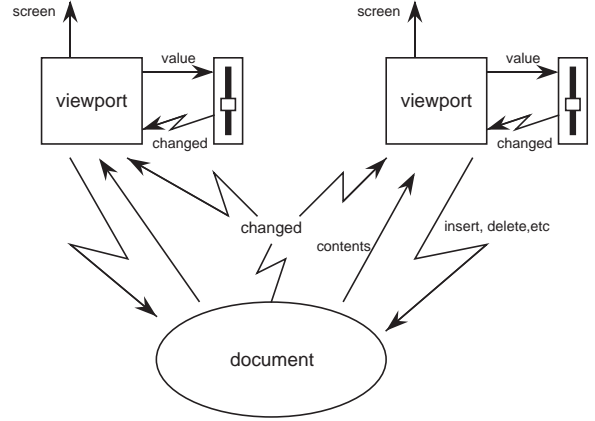 screen
screen
value
value
viewport
viewport
changed
changed
changed
insert, delete,etc
contents
document